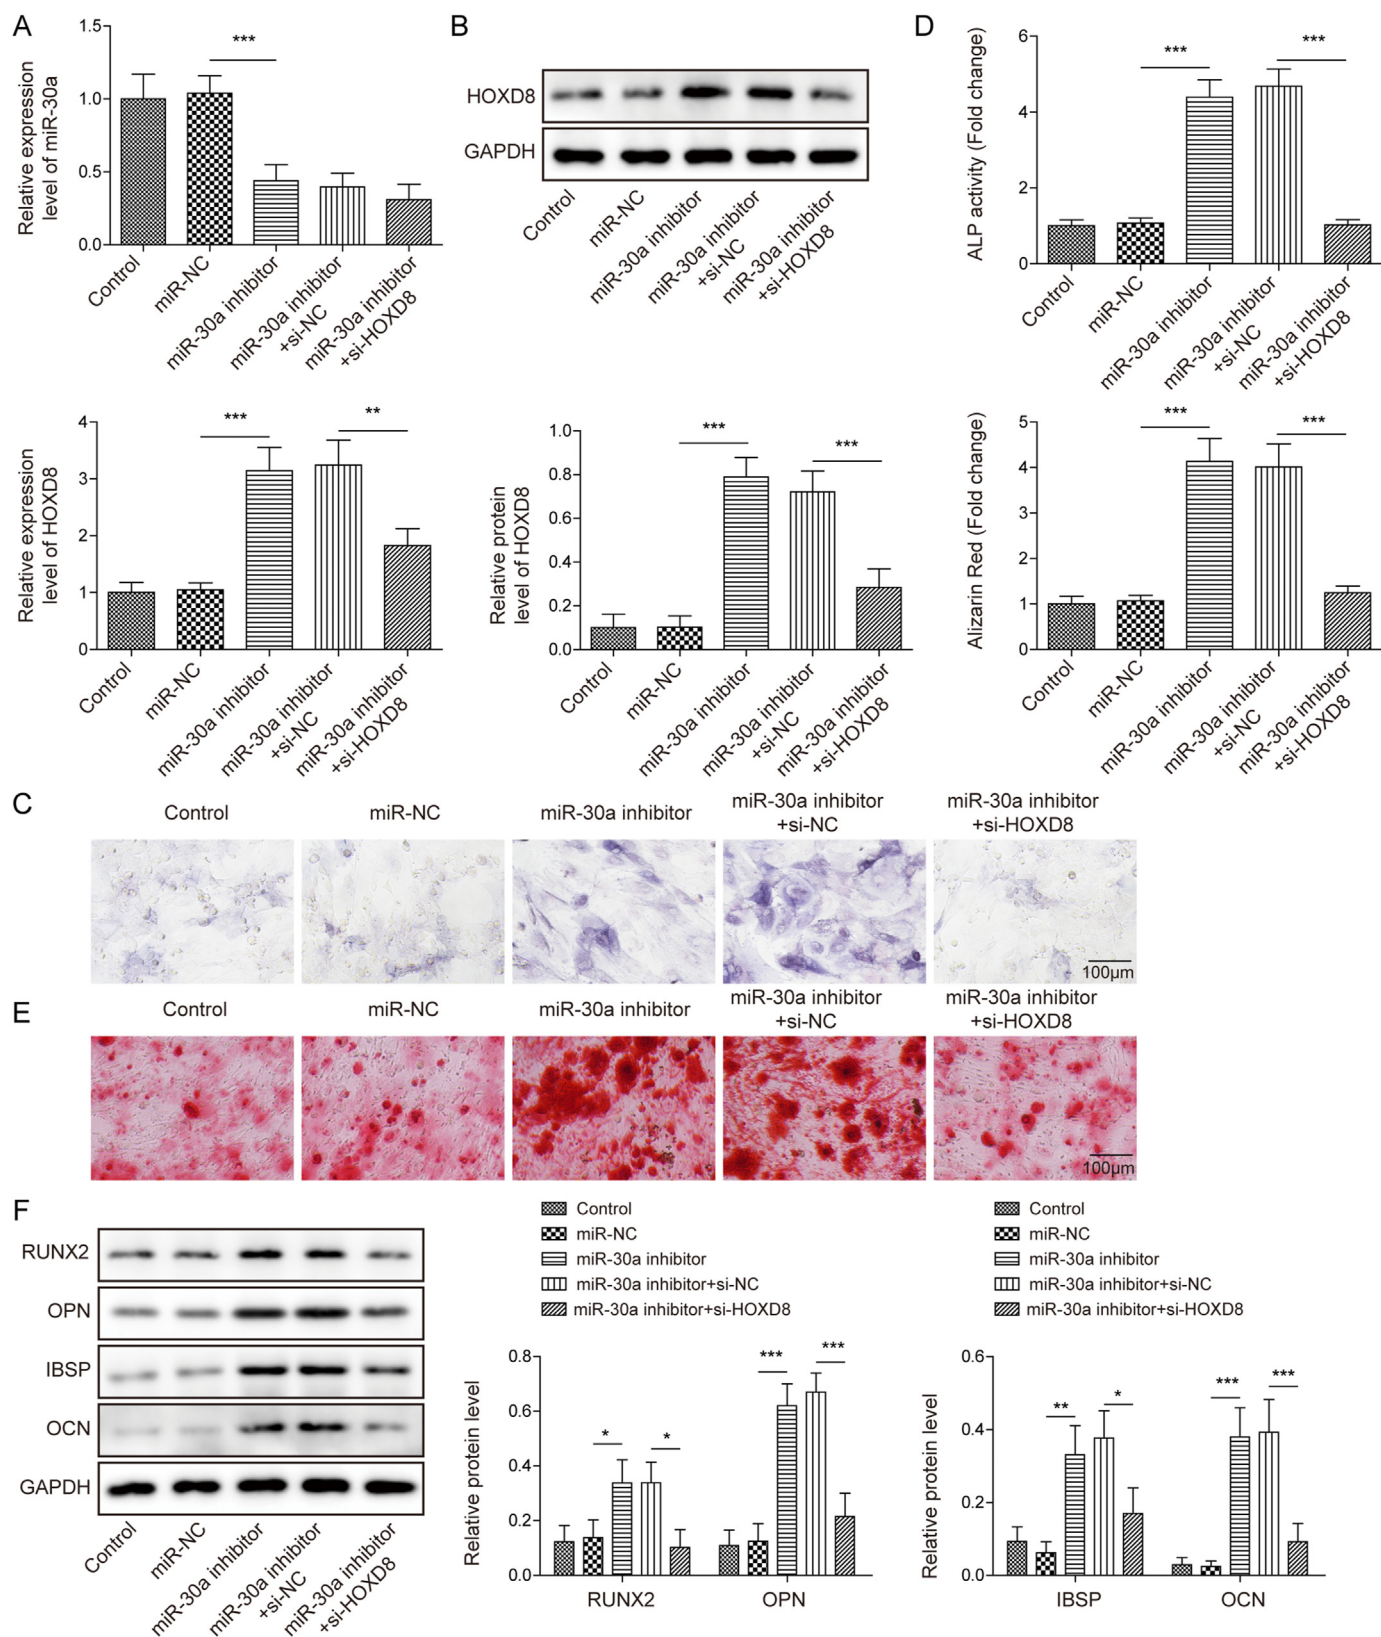 A
Relative expression
level of miR-30a
1.5
1.0
0.5
0.0
***
Control
miR-NC
miR-30a inhibitor
miR-30a inhibitor
+si-NC
miR-30a inhibitor
+si-HOXD8
Relative expression
level of HOXD8
4
3
2
1
0
***
**
Control
miR-NC
miR-30a inhibitor
miR-30a inhibitor
+si-NC
miR-30a inhibitor
+si-HOXD8
B
HOXD8
GAPDH
Control
miR-NC
miR-30a inhibitor
miR-30a inhibitor
+si-NC
miR-30a inhibitor
+si-HOXD8
Relative protein
level of HOXD8
1.0
0.8
0.6
0.4
0.2
0.0
***
***
Control
miR-NC
miR-30a inhibitor
miR-30a inhibitor
+si-NC
miR-30a inhibitor
+si-HOXD8
D
ALP activity (Fold change)
6
4
2
0
***
***
Control
miR-NC
miR-30a inhibitor
miR-30a inhibitor
+si-NC
miR-30a inhibitor
+si-HOXD8
Alizarin Red (Fold change)
5
4
5
2
1
0
***
***
Control
miR-NC
miR-30a inhibitor
miR-30a inhibitor
+si-NC
miR-30a inhibitor
+si-HOXD8
C
Control
miR-NC
miR-30a inhibitor
miR-30a inhibitor
+si-NC
miR-30a inhibitor
+si-HOXD8
100μm
E
Control
miR-NC
miR-30a inhibitor
miR-30a inhibitor
+si-NC
miR-30a inhibitor
+si-HOXD8
100μm
F
RUNX2
OPN
IBSP
OCN
GAPDH
Control
miR-NC
miR-30a inhibitor
miR-30a inhibitor
+si-NC
miR-30a inhibitor
+si-HOXD8
Control
miR-NC
miR-30a inhibitor
miR-30a inhibitor+si-NC
miR-30a inhibitor+si-HOXD8
Relative protein level
0.8
0.6
0.4
0.2
0.0
*
*
***
***
RUNX2
OPN
Control
miR-NC
miR-30a inhibitor
miR-30a inhibitor+si-NC
miR-30a inhibitor+si-HOXD8
Relative protein level
0.6
0.4
0.2
0.0
**
*
***
***
IBSP
OCN